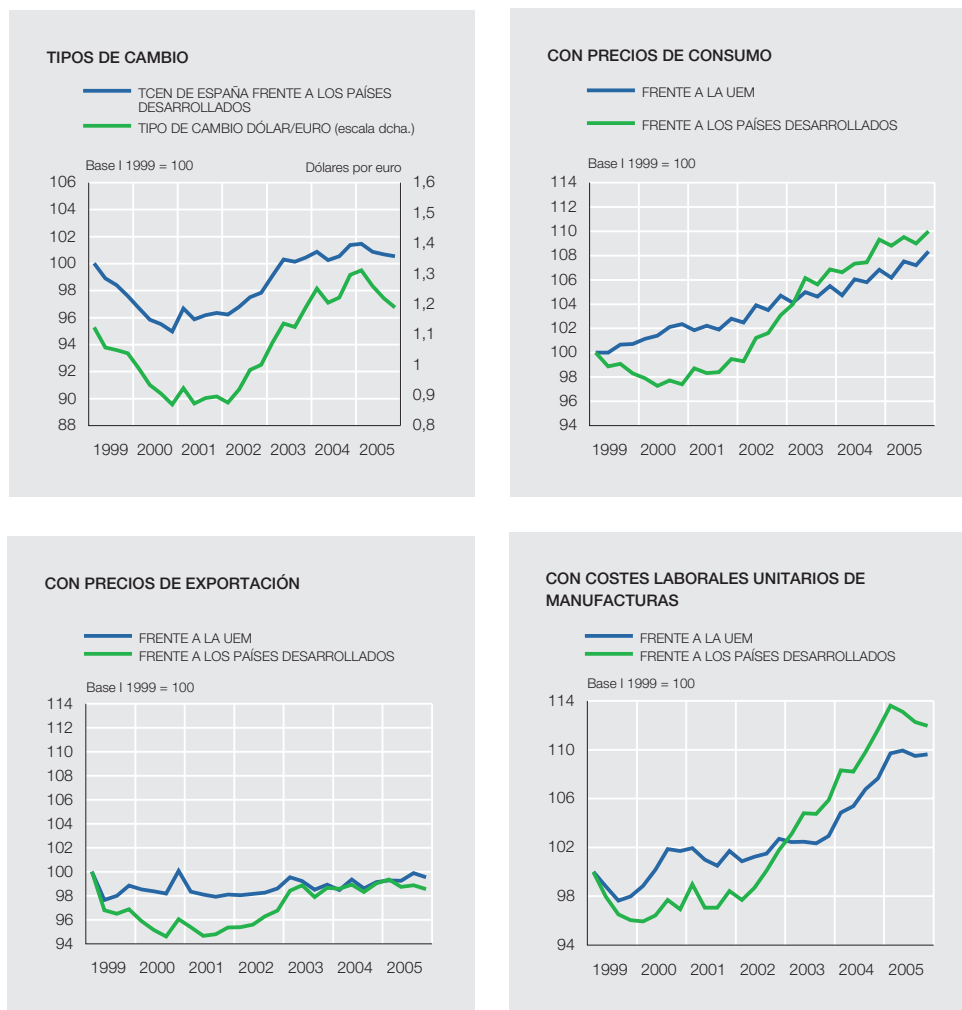 TIPOS DE CAMBIO
TCEN DE ESPAÑA FRENTE A LOS PAÍSES
DESARROLLADOS
TIPO DE CAMBIO DÓLAR/EURO (escala dcha.)
Base I 1999 = 100
Dólares por euro
106
104
102
100
98
96
94
92
90
88
1,6
1,5
1,4
1,3
1,2
1,1
1
0,9
0,8
1999 2000 2001 2002 2003 2004 2005
CON PRECIOS DE CONSUMO
FRENTE A LA UEM
FRENTE A LOS PAÍSES DESARROLLADOS
Base I 1999 = 100
114
112
110
108
106
104
102
100
98
96
94
1999 2000 2001 2002 2003 2004 2005
CON PRECIOS DE EXPORTACIÓN
FRENTE A LA UEM
FRENTE A LOS PAÍSES DESARROLLADOS
Base I 1999 = 100
114
112
110
108
106
104
102
100
98
96
94
1999 2000 2001 2002 2003 2004 2005
CON COSTES LABORALES UNITARIOS DE
MANUFACTURAS
FRENTE A LA UEM
FRENTE A LOS PAÍSES DESARROLLADOS
Base I 1999 = 100
114
110
106
102
98
94
1999 2000 2001 2002 2003 2004 2005